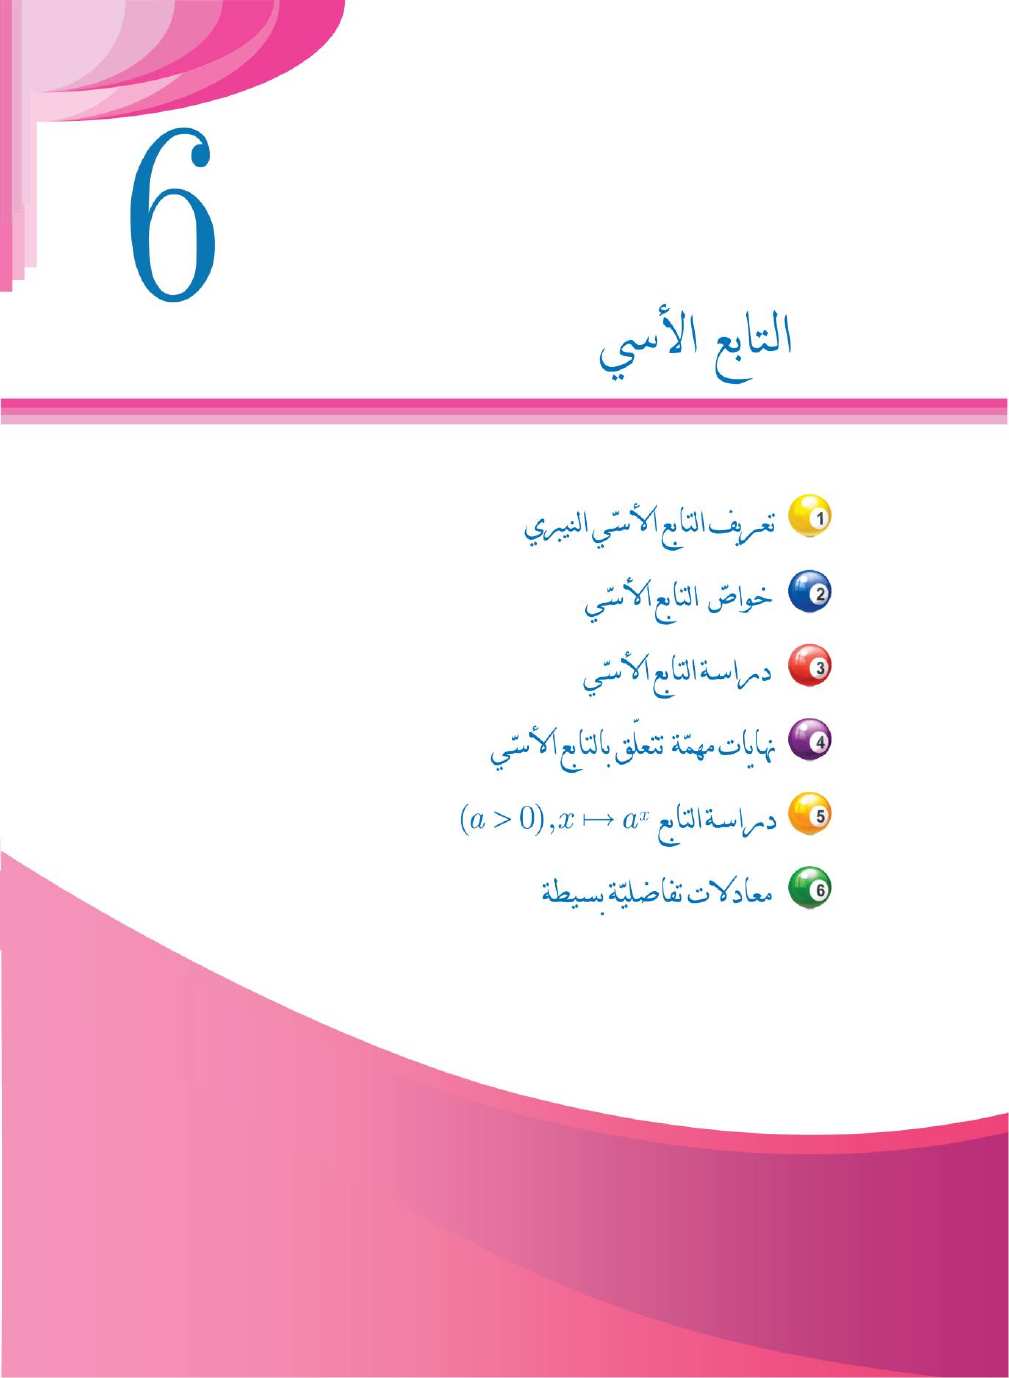 6
التابع الأسي
1 تعريف التابع الأسّي النيبري
2 خواصّ التابع الأسّي
3 دراسة التابع الأسّي
4 نهايات مهمّة تتعلّق بالتابع الأسّي
5 دراسة التابع (a > 0), x ↦ aˣ
6 معادلات تفاضليّة بسيطة